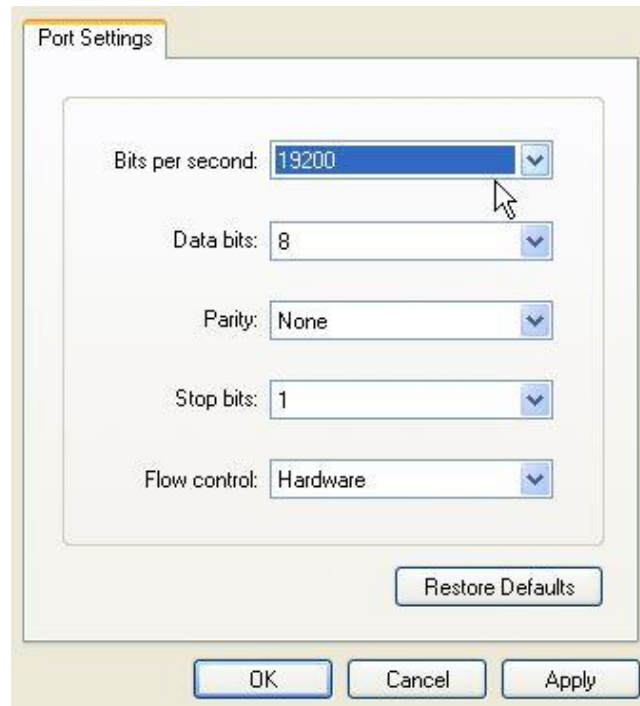 Port Settings
Bits per second: 19200
Data bits: 8
Parity: None
Stop bits: 1
Flow control: Hardware
Restore Defaults
OK Cancel Apply